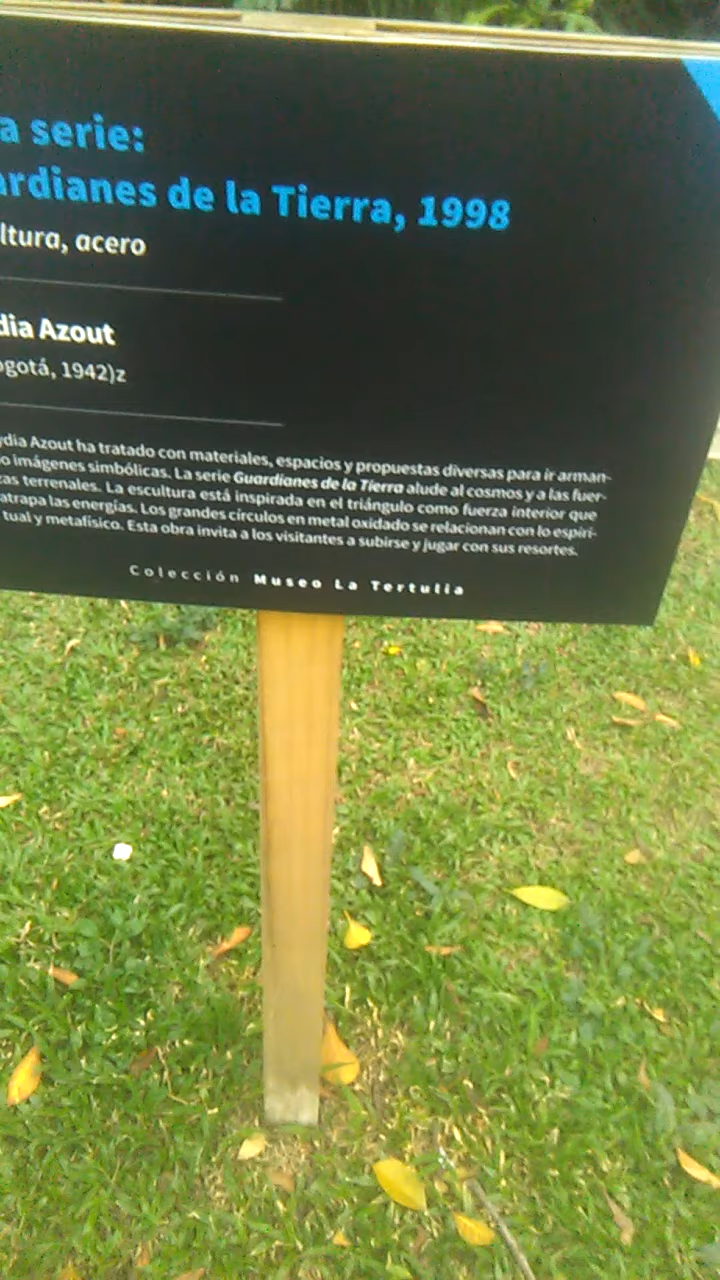 a serie:
ardianes de la Tierra, 1998
ltura, acero
dia Azout
ogotá, 1942)z
ydia Azout ha tratado con materiales, espacios y propuestas diversas para ir arman-
o imágenes simbólicas. La serie Guardianes de la Tierra alude al cosmos y a las fuer-
zas terrenales. La escultura está inspirada en el triángulo como fuerza interior que
atrapa las energías. Los grandes círculos en metal oxidado se relacionan con lo espiri-
tual y metafísico. Esta obra invita a los visitantes a subirse y jugar con sus resortes.
Colección Museo La Tertulia